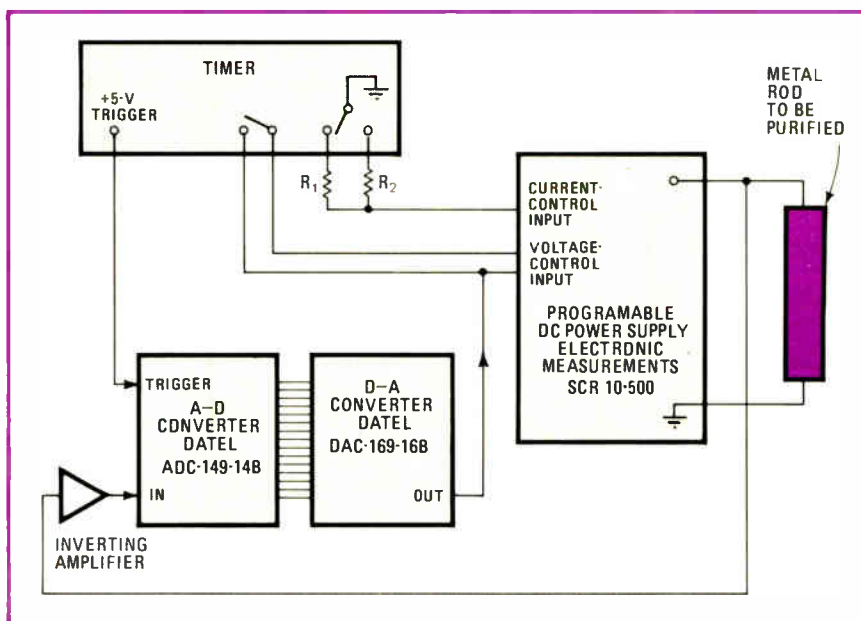 TIMER
+5-V
TRIGGER
R1
R2
METAL
ROD
TO BE
PURIFIED
CURRENT-
CONTROL
INPUT
VOLTAGE-
CONTROL
INPUT
PROGRAMABLE
DC POWER SUPPLY
ELECTRONIC
MEASUREMENTS
SCR 10-500
TRIGGER
A-D
CONVERTER
DATEL
ADC-149-14B
IN
D-A
CONVERTER
DATEL
DAC-169-16B
OUT
INVERTING
AMPLIFIER